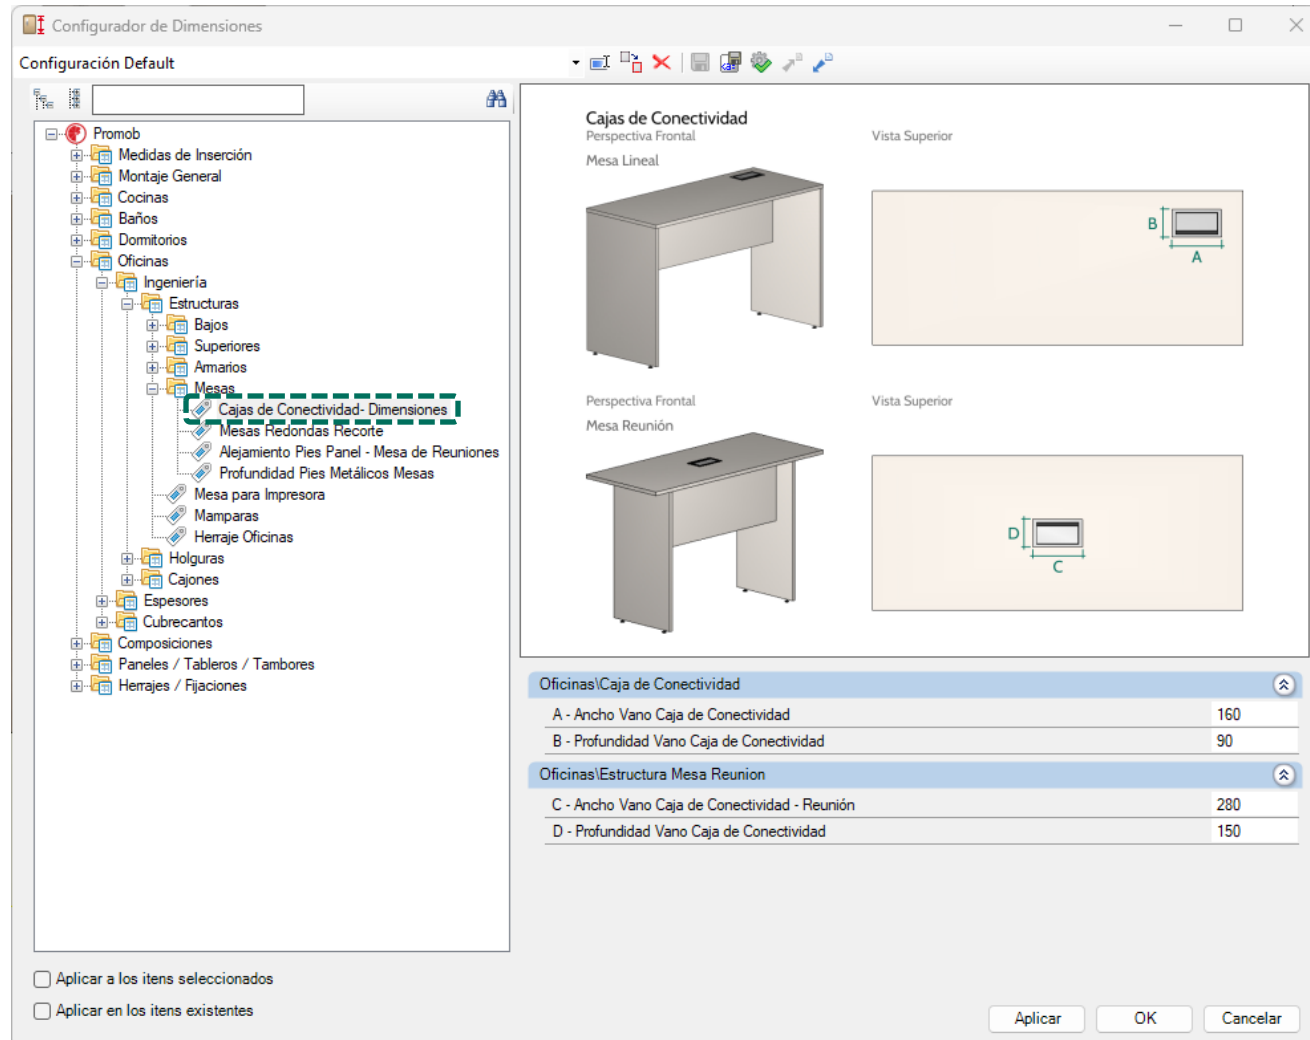 Configurador de Dimensiones
Configuración Default
Promob
Medidas de Inserción
Montaje General
Cocinas
Baños
Dormitorios
Oficinas
Ingeniería
Estructuras
Bajos
Superiores
Armarios
Mesas
Cajas de Conectividad- Dimensiones
Mesas Redondas Recorte
Alejamiento Pies Panel - Mesa de Reuniones
Profundidad Pies Metálicos Mesas
Mesa para Impresora
Mamparas
Herraje Oficinas
Holguras
Cajones
Espesores
Cubrecantos
Composiciones
Paneles / Tableros / Tambores
Herrajes / Fijaciones
Cajas de Conectividad
Perspectiva Frontal
Vista Superior
Mesa Lineal
B
A
Perspectiva Frontal
Vista Superior
Mesa Reunión
D
C
Oficinas\Caja de Conectividad
A - Ancho Vano Caja de Conectividad 160
B - Profundidad Vano Caja de Conectividad 90
Oficinas\Estructura Mesa Reunion
C - Ancho Vano Caja de Conectividad - Reunión 280
D - Profundidad Vano Caja de Conectividad 150
Aplicar a los itens seleccionados
Aplicar en los itens existentes
Aplicar
OK
Cancelar